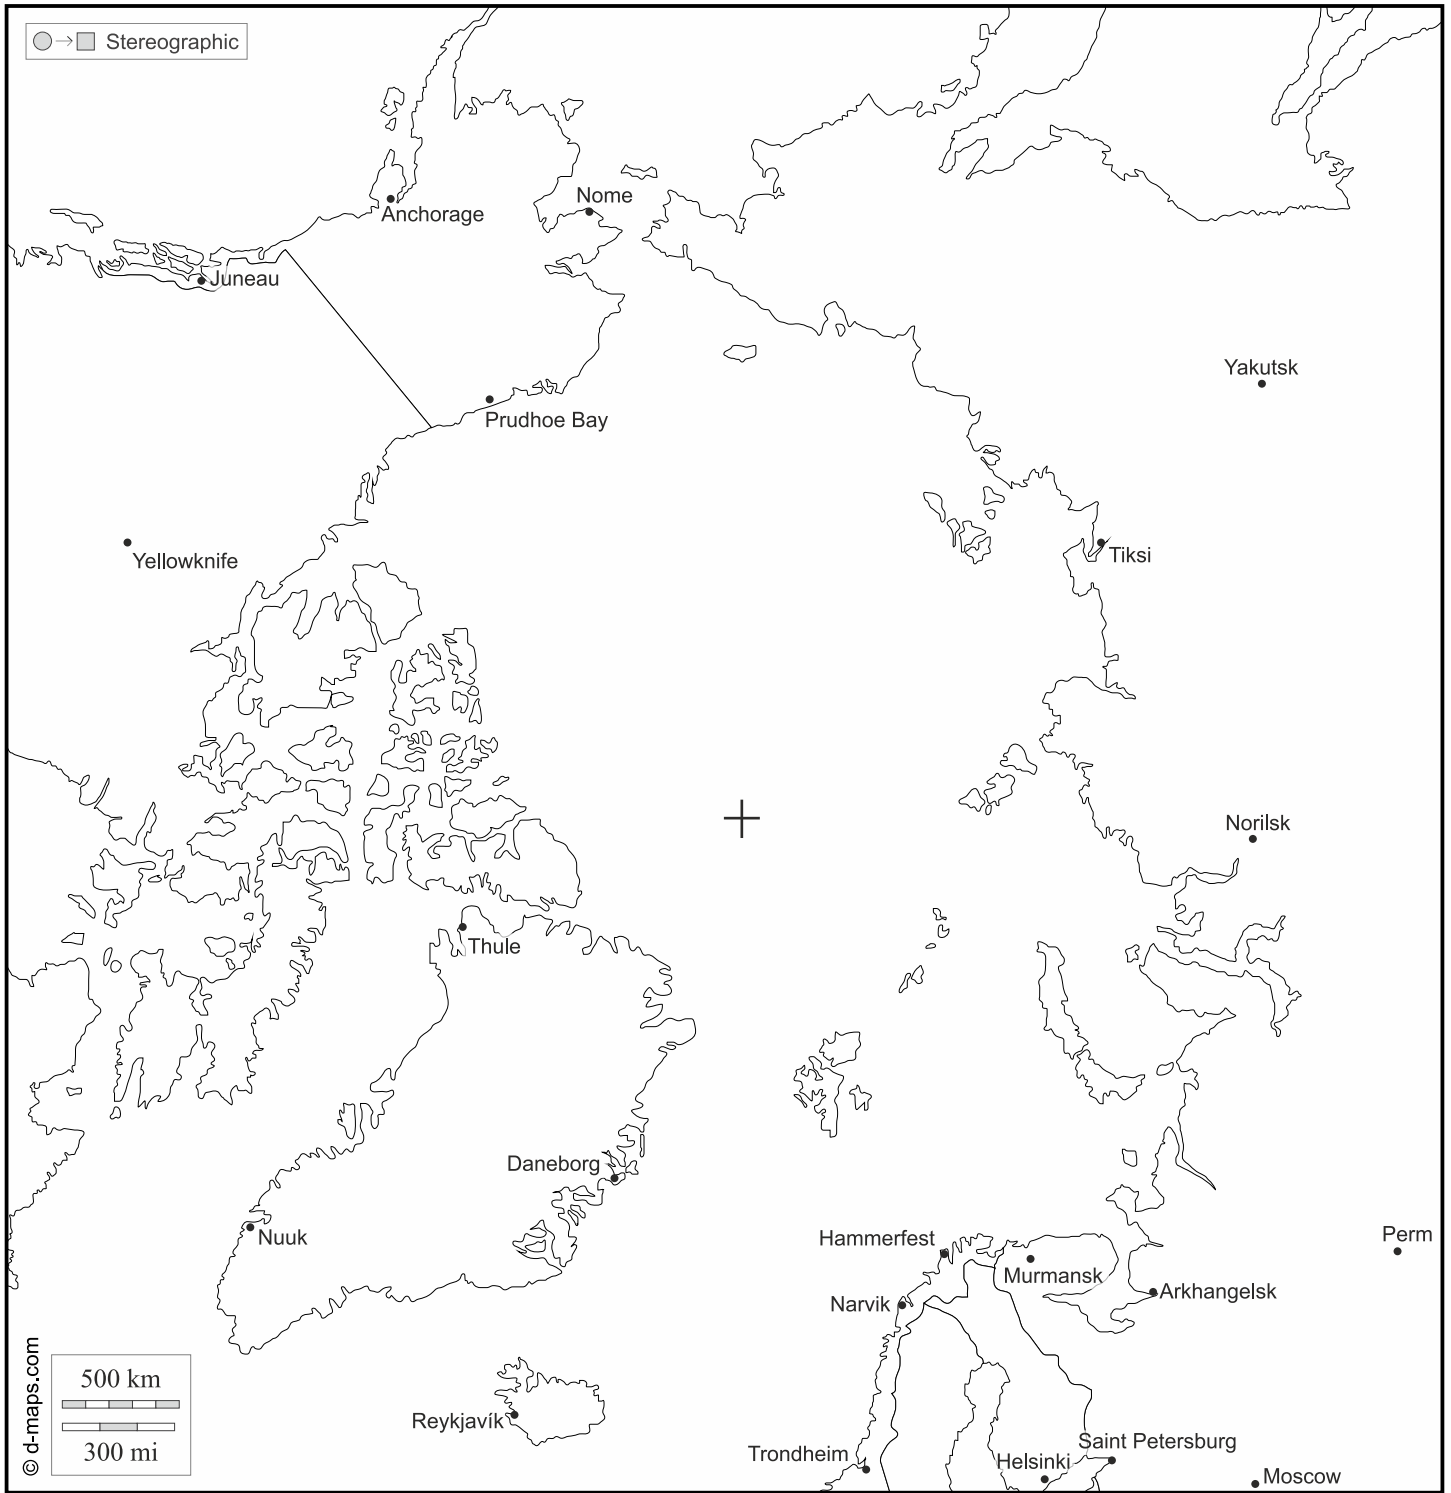 Stereographic
Nome
Anchorage
Juneau
Yakutsk
Prudhoe Bay
Tiksi
Yellowknife
Norilsk
Thule
Daneborg
Nuuk
Hammerfest
Perm
Murmansk
Narvik
Arkhangelsk
500 km
300 mi
© d-maps.com
Reykjavík
Trondheim
Saint Petersburg
Helsinki
Moscow